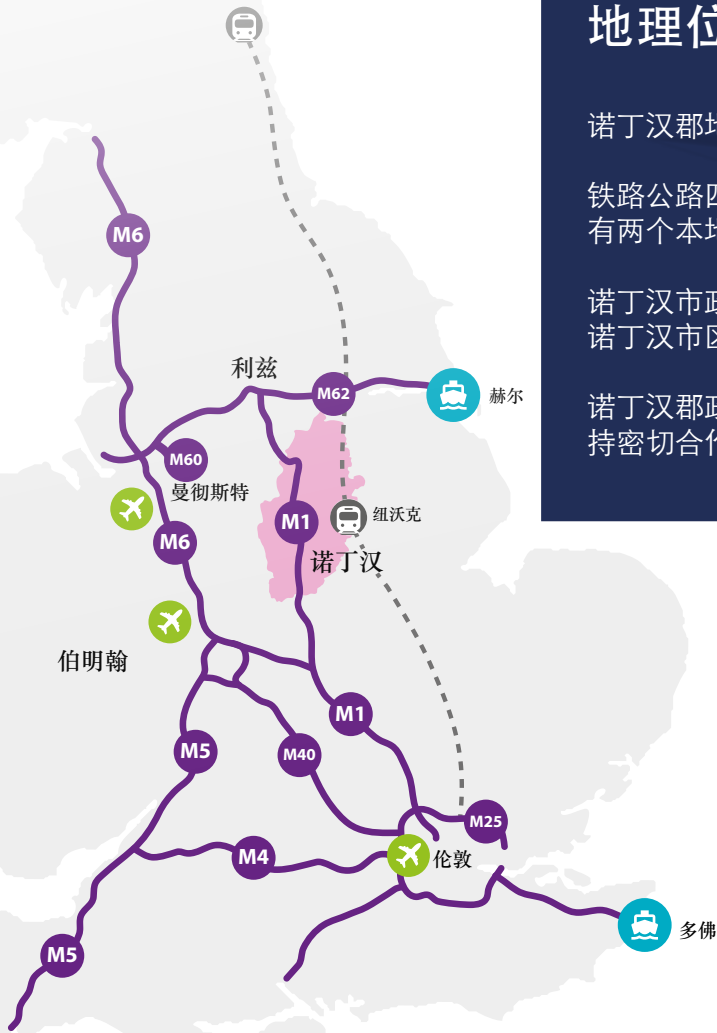 地理位
诺丁汉郡地
铁路公路四
有两个本地
诺丁汉市政
诺丁汉市区
诺丁汉郡政
持密切合作
M6
利兹
M62
赫尔
M60
曼彻斯特
纽沃克
M1
M6
诺丁汉
伯明翰
M1
M5
M40
M25
M4
伦敦
多佛
M5